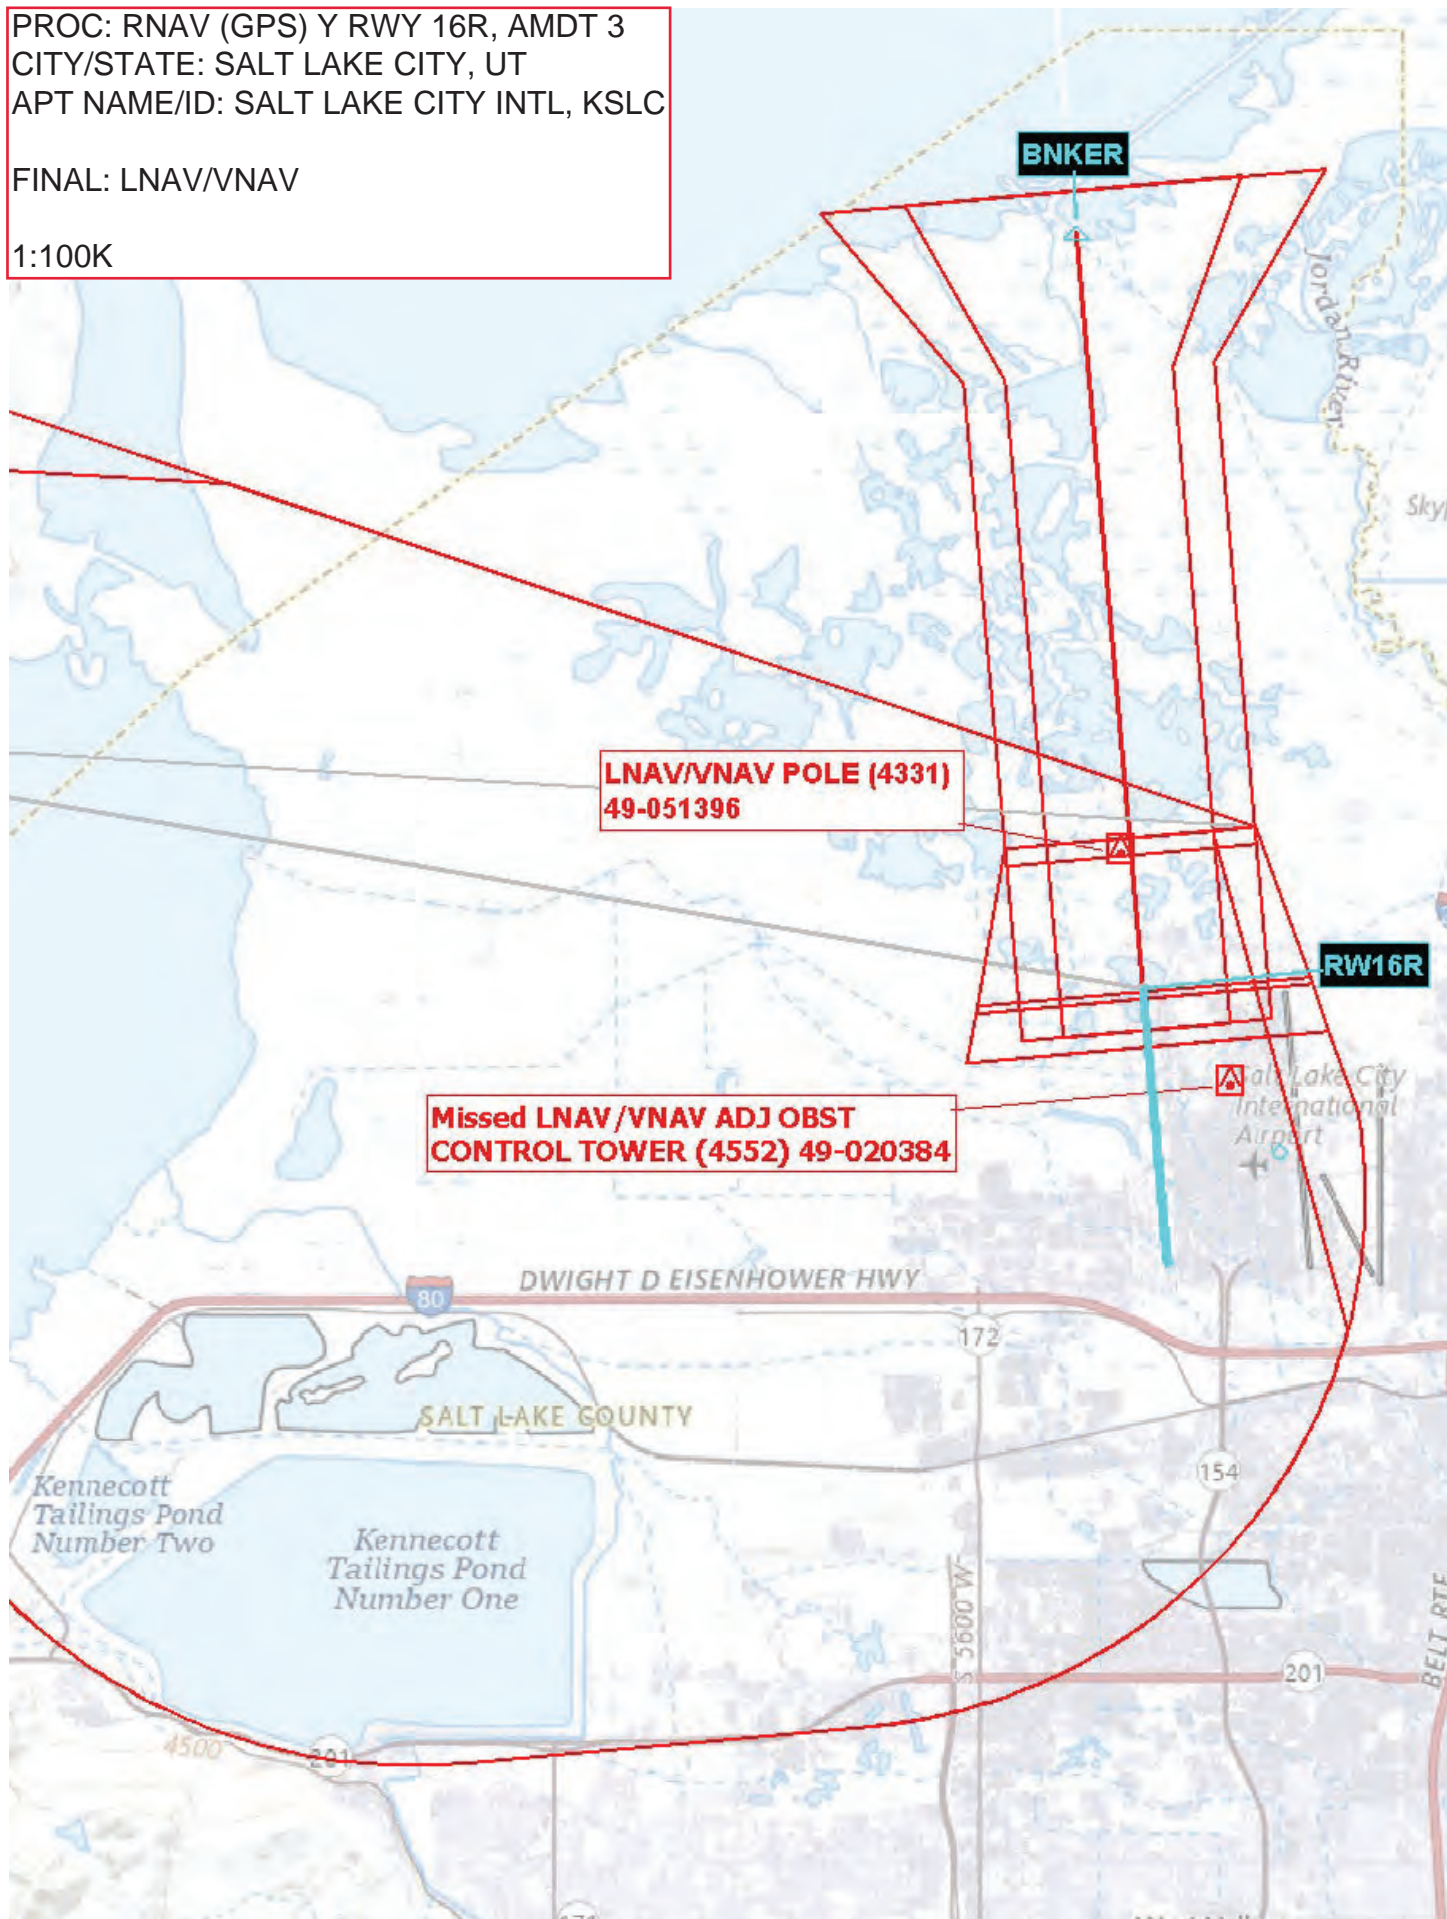 PROC: RNAV (GPS) Y RWY 16R, AMDT 3
CITY/STATE: SALT LAKE CITY, UT
APT NAME/ID: SALT LAKE CITY INTL, KSLC
FINAL: LNAV/VNAV
1:100K
BNKER
Jordan River
LNAV/VNAV POLE (4331)
49-051396
RW16R
Salt Lake City
International
Airport
Missed LNAV/VNAV ADJ OBST
CONTROL TOWER (4552) 49-020384
DWIGHT D EISENHOWER HWY
80
172
SALT LAKE COUNTY
154
Kennecott
Tailings Pond
Number Two
Kennecott
Tailings Pond
Number One
S 5600 W
BELT RTE
201
4500
201